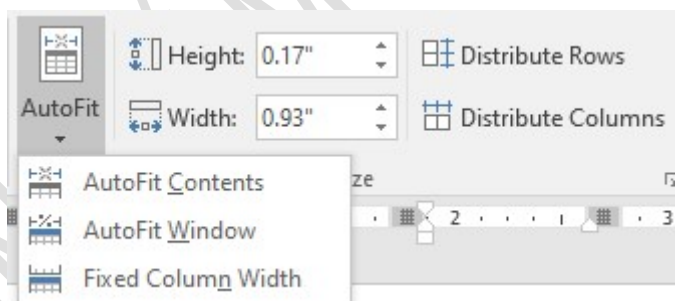 Height: 0.17" Distribute Rows
AutoFit Width: 0.93" Distribute Columns
AutoFit Contents ze
AutoFit Window 2 3
Fixed Column Width